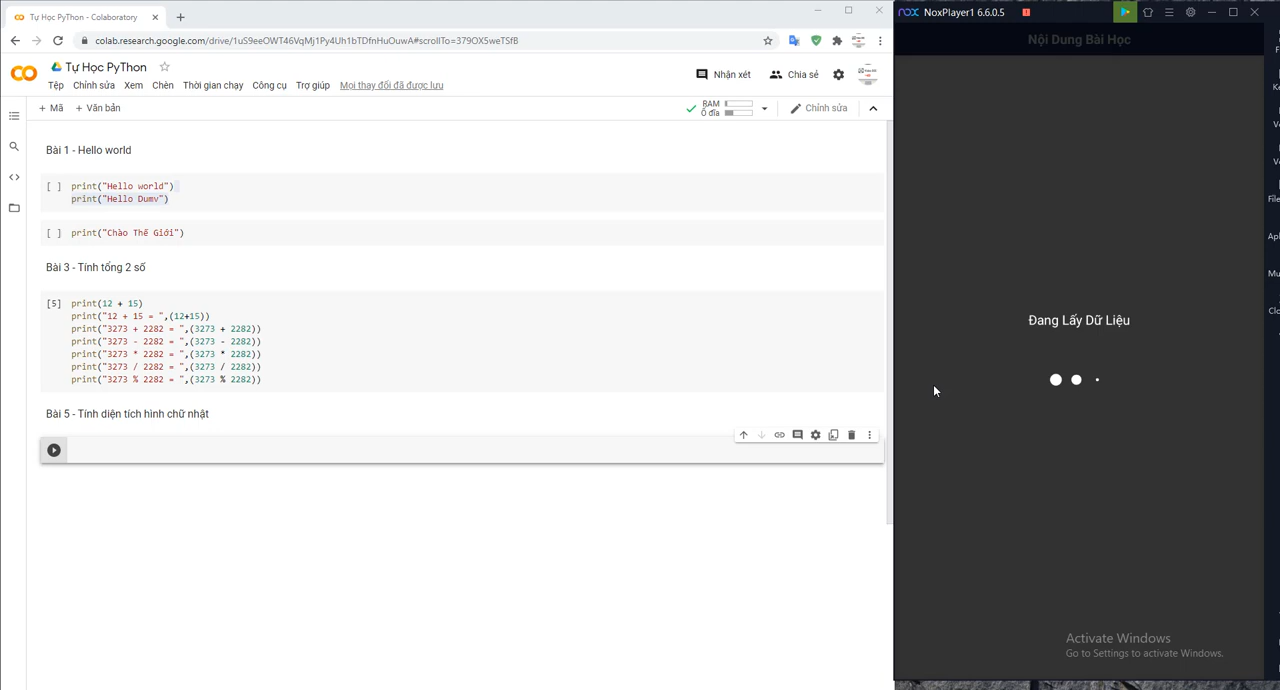 Tự Học PyThon - Colaboratory
colab.research.google.com/drive/1uS9eeOWT46VqMj1Py4Uh1bTDfnHuOuwA#scrollTo=379OX5weTSfB
Tự Học PyThon
Tệp Chỉnh sửa Xem Chèn Thời gian chạy Công cụ Trợ giúp Mọi thay đổi đã được lưu
Nhận xét Chia sẻ
+ Mã + Văn bản
RAM
Ổ đĩa
Chỉnh sửa
Bài 1 - Hello world
[ ] print("Hello world")
print("Hello Dumv")
[ ] print("Chào Thế Giới")
Bài 3 - Tính tổng 2 số
[5] print(12 + 15)
print("12 + 15 = ",(12+15))
print("3273 + 2282 = ",(3273 + 2282))
print("3273 - 2282 = ",(3273 - 2282))
print("3273 * 2282 = ",(3273 * 2282))
print("3273 / 2282 = ",(3273 / 2282))
print("3273 % 2282 = ",(3273 % 2282))
Bài 5 - Tính diện tích hình chữ nhật
nox NoxPlayer1 6.6.0.5
Nội Dung Bài Học
Đang Lấy Dữ Liệu
Activate Windows
Go to Settings to activate Windows.